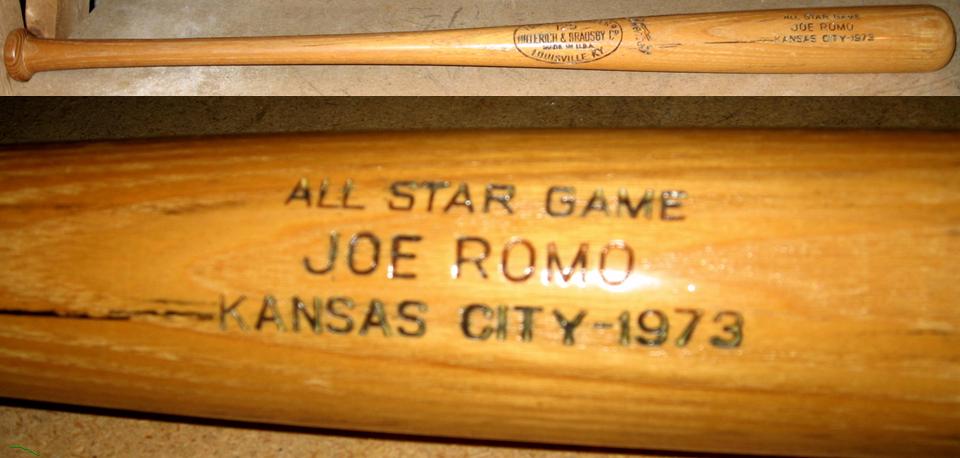 HILLERICH & BRADSBY CO
MADE IN U.S.A.
LOUISVILLE KY
ALL STAR GAME
JOE ROMO
KANSAS CITY-1973
ALL STAR GAME
JOE ROMO
KANSAS CITY-1973